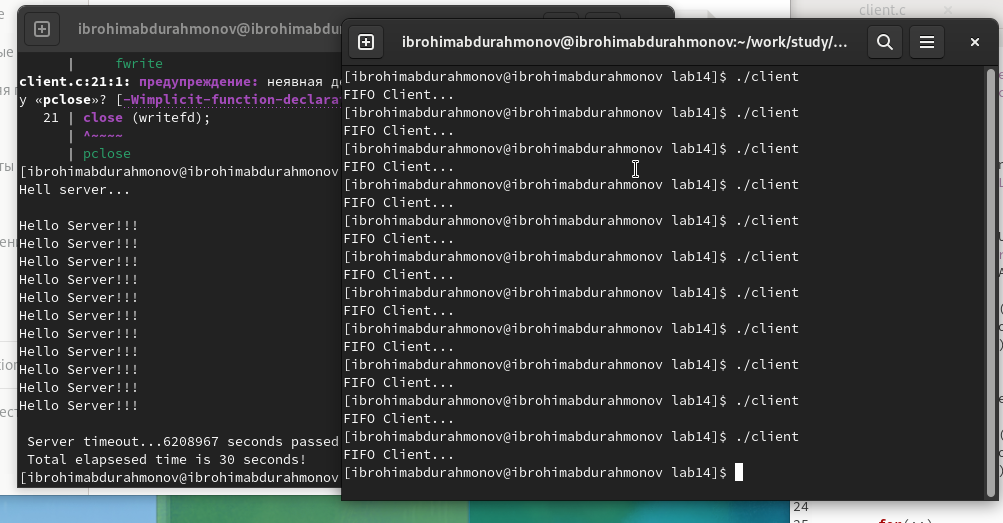 client.c
ibrohimabdurahmonov@ibrohimabdu
|     fwrite
client.c:21:1: предупреждение: неявная
у «pclose»? [-Wimplicit-function-declara
21 | close (writefd);
| ^~~~~
| pclose
[ibrohimabdurahmonov@ibrohimabdurahmonov
Hell server...
Hello Server!!!
Hello Server!!!
Hello Server!!!
Hello Server!!!
Hello Server!!!
Hello Server!!!
Hello Server!!!
Hello Server!!!
Hello Server!!!
Hello Server!!!
Hello Server!!!
Server timeout...6208967 seconds passed
Total elapsesed time is 30 seconds!
[ibrohimabdurahmonov@ibrohimabdurahmonov
ibrohimabdurahmonov@ibrohimabdurahmonov:~/work/study/...
[ibrohimabdurahmonov@ibrohimabdurahmonov lab14]$ ./client
FIFO Client...
[ibrohimabdurahmonov@ibrohimabdurahmonov lab14]$ ./client
FIFO Client...
[ibrohimabdurahmonov@ibrohimabdurahmonov lab14]$ ./client
FIFO Client...
[ibrohimabdurahmonov@ibrohimabdurahmonov lab14]$ ./client
FIFO Client...
[ibrohimabdurahmonov@ibrohimabdurahmonov lab14]$ ./client
FIFO Client...
[ibrohimabdurahmonov@ibrohimabdurahmonov lab14]$ ./client
FIFO Client...
[ibrohimabdurahmonov@ibrohimabdurahmonov lab14]$ ./client
FIFO Client...
[ibrohimabdurahmonov@ibrohimabdurahmonov lab14]$ ./client
FIFO Client...
[ibrohimabdurahmonov@ibrohimabdurahmonov lab14]$ ./client
FIFO Client...
[ibrohimabdurahmonov@ibrohimabdurahmonov lab14]$ ./client
FIFO Client...
[ibrohimabdurahmonov@ibrohimabdurahmonov lab14]$ ./client
FIFO Client...
[ibrohimabdurahmonov@ibrohimabdurahmonov lab14]$
24